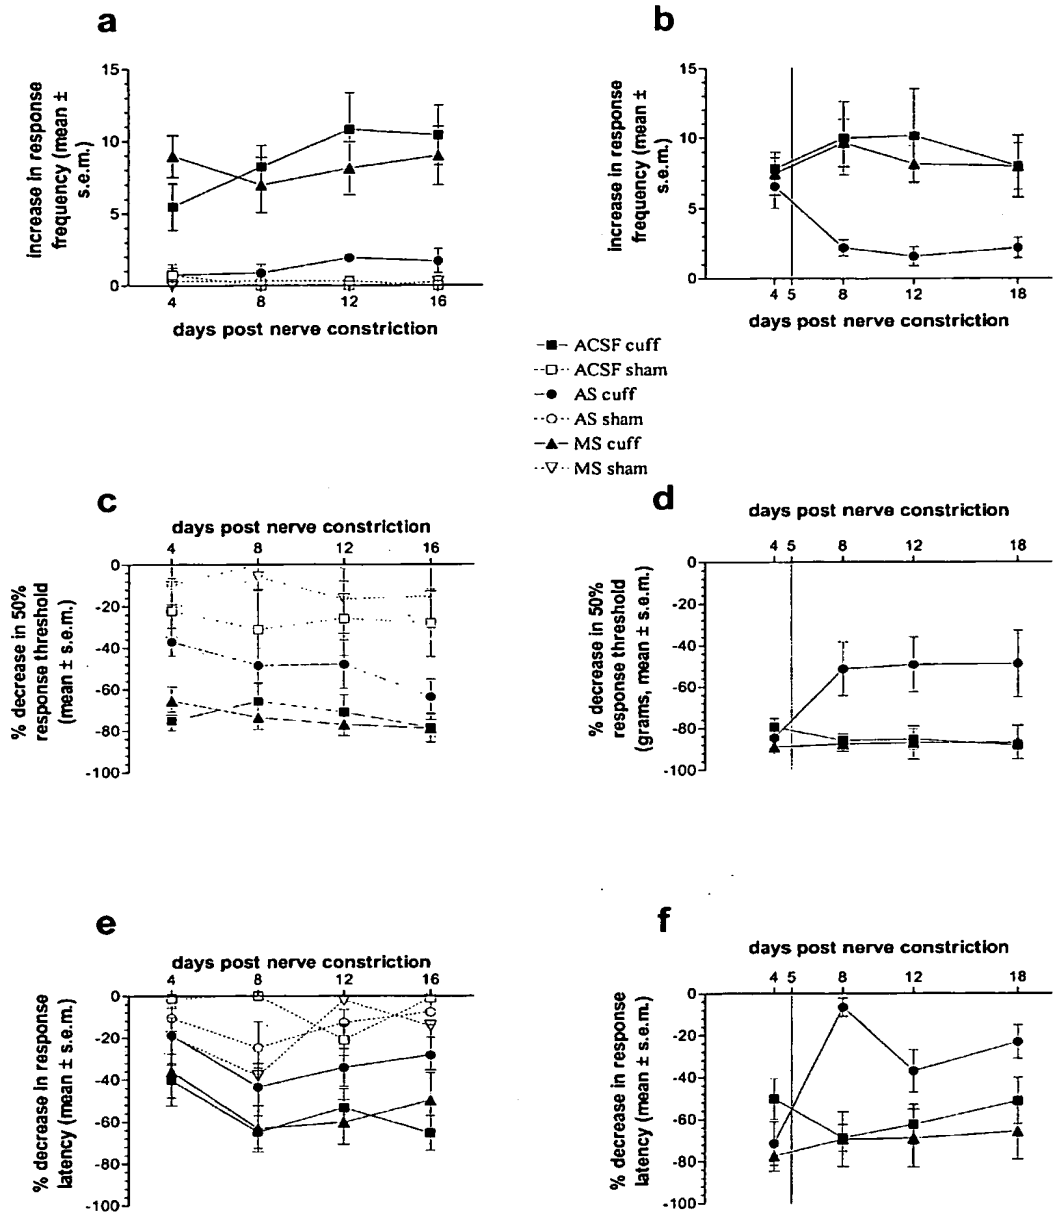 a
15
10
5
0
increase in response
frequency (mean ±
s.e.m.)
4 8 12 16
days post nerve constriction
b
15
10
5
0
increase in response
frequency (mean ±
s.e.m.)
4 5 8 12 18
days post nerve constriction
ACSF cuff
ACSF sham
AS cuff
AS sham
MS cuff
MS sham
c
days post nerve constriction
4 8 12 16
0
-20
-40
-60
-80
-100
% decrease in 50%
response threshold
(mean ± s.e.m.)
d
days post nerve constriction
4 5 8 12 18
0
-20
-40
-60
-80
-100
% decrease in 50%
response threshold
(grams, mean ± s.e.m.)
e
days post nerve constriction
4 8 12 16
0
-20
-40
-60
-80
-100
% decrease in response
latency (mean ± s.e.m.)
f
days post nerve constriction
4 5 8 12 18
0
-20
-40
-60
-80
-100
% decrease in response
latency (mean ± s.e.m.)